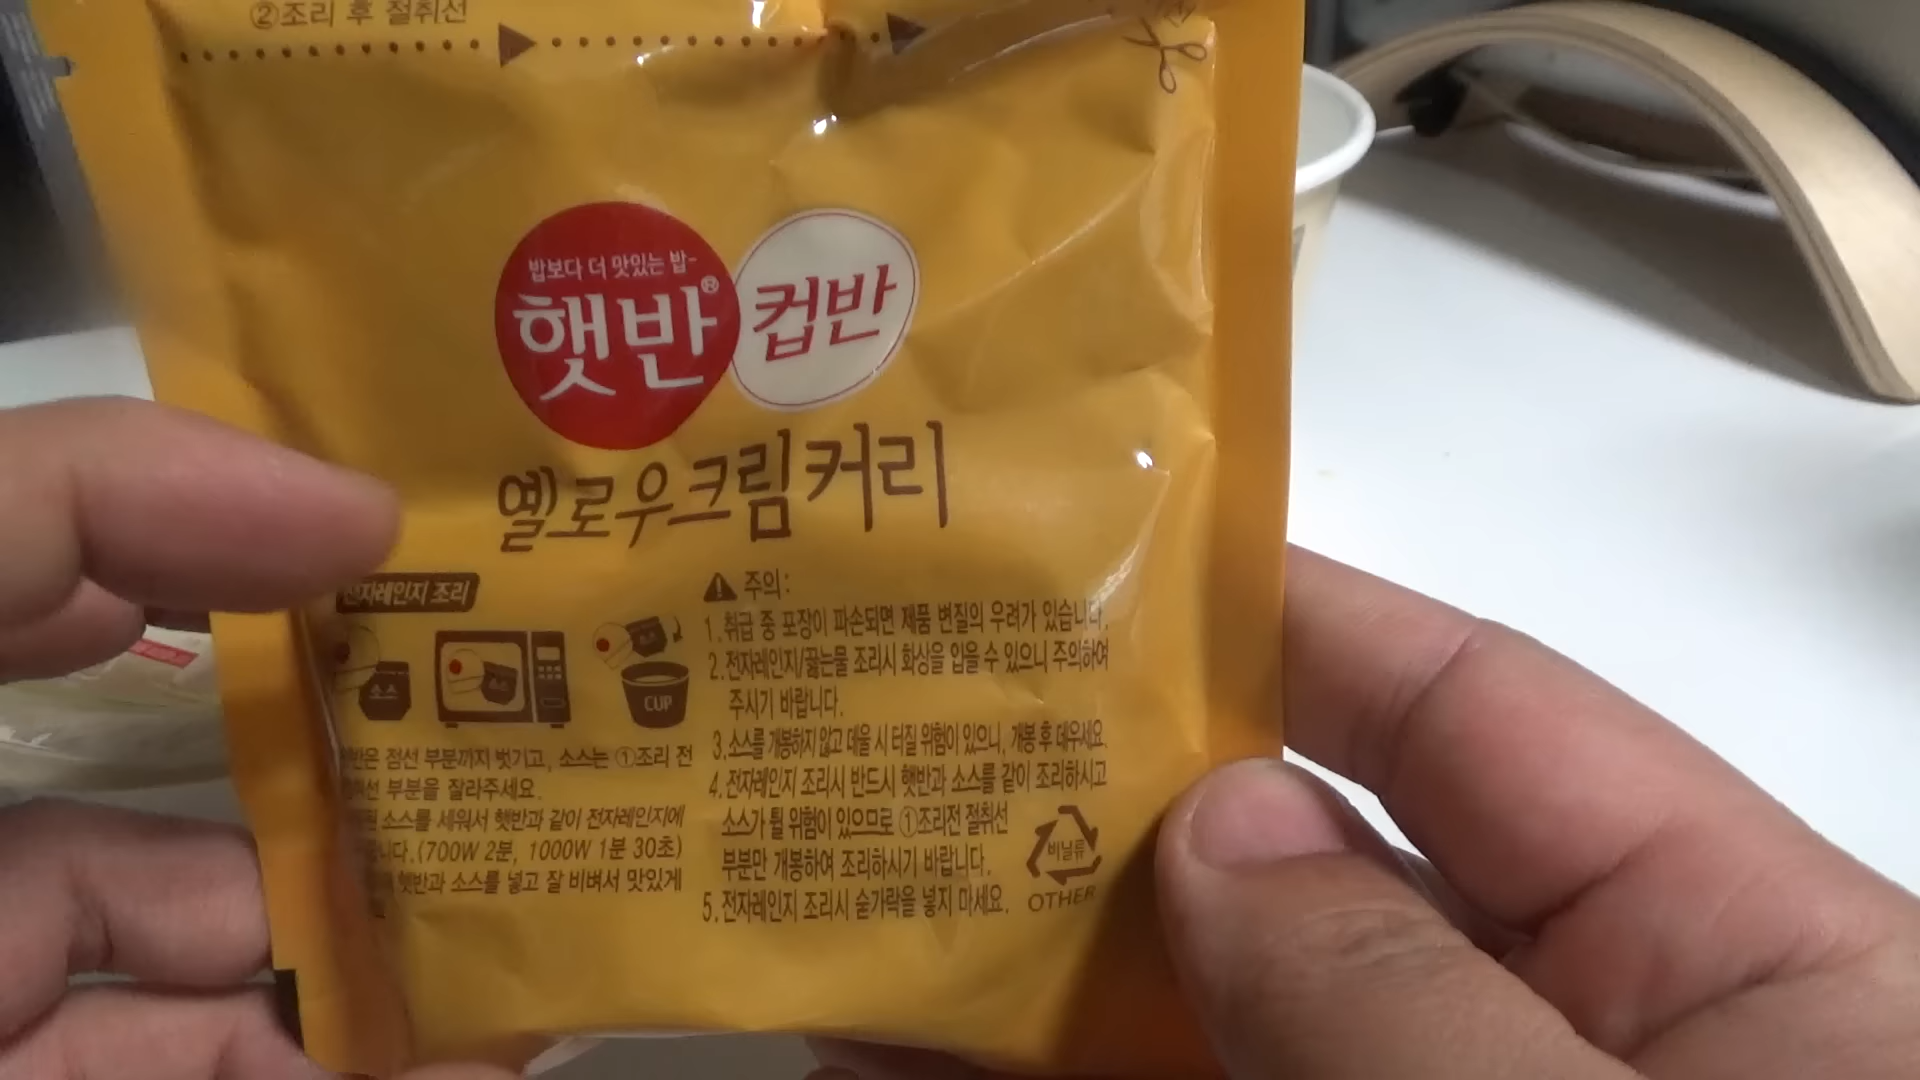 ②조리 후 절취선
밥보다 더 맛있는 밥-
햇반®
컵반
옐로우크림커리
전자레인지 조리
소스
소스
소스
CUP
햇반은 점선 부분까지 벗기고, 소스는 ①조리 전
절취선 부분을 잘라주세요.
소스를 세워서 햇반과 같이 전자레인지에
(700W 2분, 1000W 1분 30초)
햇반과 소스를 넣고 잘 비벼서 맛있게
주의:
1. 취급 중 포장이 파손되면 제품 변질의 우려가 있습니다.
2. 전자레인지/끓는물 조리시 화상을 입을 수 있으니 주의하여
주시기 바랍니다.
3. 소스를 개봉하지 않고 데울 시 터질 위험이 있으니, 개봉 후 데우세요.
4. 전자레인지 조리시 반드시 햇반과 소스를 같이 조리하시고
소스가 튈 위험이 있으므로 ①조리전 절취선
부분만 개봉하여 조리하시기 바랍니다.
5. 전자레인지 조리시 숟가락을 넣지 마세요.
비닐류
OTHER